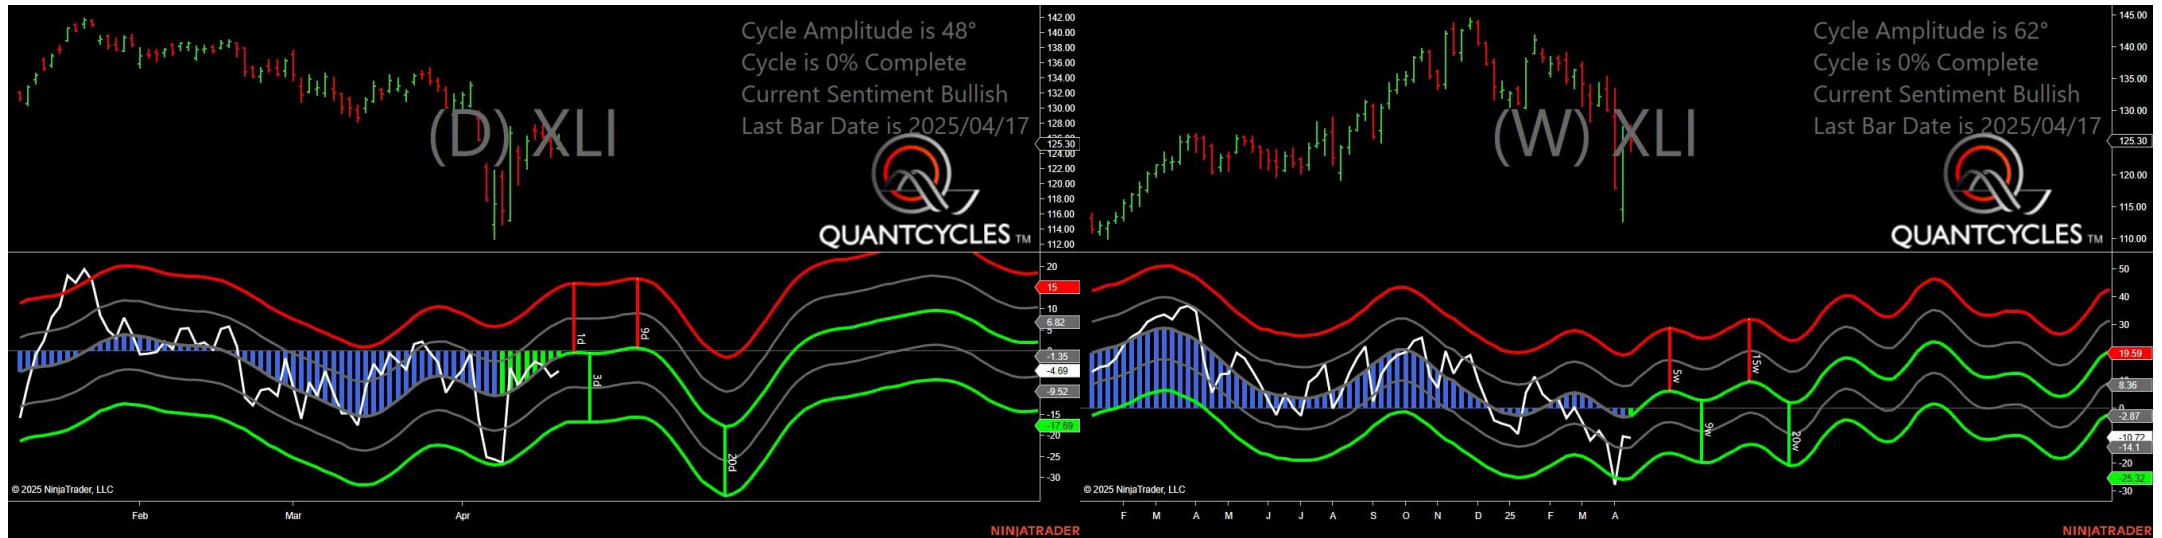 Cycle Amplitude is 48°
Cycle is 0% Complete
Current Sentiment Bullish
Last Bar Date is 2025/04/17
(D) XLI
QUANTCYCLES TM
142.00
140.00
138.00
136.00
134.00
132.00
130.00
128.00
125.30
124.00
122.00
120.00
118.00
116.00
114.00
112.00
20
15
10
6.82
5
-1.35
-4.69
-9.52
-15
-17.69
-20
-25
-30
1d
3d
9d
20d
© 2025 NinjaTrader, LLC
Feb
Mar
Apr
NINJATRADER
Cycle Amplitude is 62°
Cycle is 0% Complete
Current Sentiment Bullish
Last Bar Date is 2025/04/17
(W) XLI
QUANTCYCLES TM
145.00
140.00
135.00
130.00
125.30
120.00
115.00
110.00
50
40
30
19.59
8.36
0
-2.87
-10.72
-14.1
-20
-25.32
-30
5w
9w
15w
20w
© 2025 NinjaTrader, LLC
F
M
A
M
J
J
A
S
O
N
D
25
F
M
A
NINJATRADER